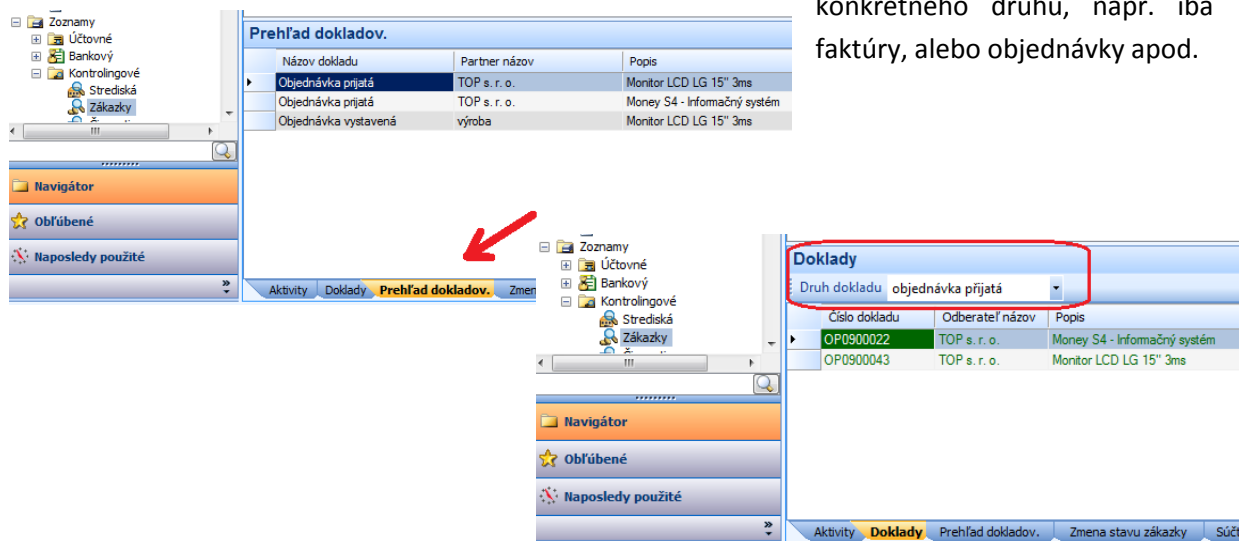 konkrétneho druhu, napr. iba
faktúry, alebo objednávky apod.
Zoznamy
Účtovné
Bankový
Kontrolingové
Strediská
Zákazky
Navigátor
Obľúbené
Naposledy použité
Prehľad dokladov.
Názov dokladu Partner názov Popis
Objednávka prijatá TOP s. r. o. Monitor LCD LG 15" 3ms
Objednávka prijatá TOP s. r. o. Money S4 - Informačný systém
Objednávka vystavená výroba Monitor LCD LG 15" 3ms
Aktivity Doklady Prehľad dokladov. Zmen
Zoznamy
Účtovné
Bankový
Kontrolingové
Strediská
Zákazky
Navigátor
Obľúbené
Naposledy použité
Doklady
Druh dokladu objednávka přijatá
Číslo dokladu Odberateľ názov Popis
OP0900022 TOP s. r. o. Money S4 - Informačný systém
OP0900043 TOP s. r. o. Monitor LCD LG 15" 3ms
Aktivity Doklady Prehľad dokladov. Zmena stavu zákazky Súčt